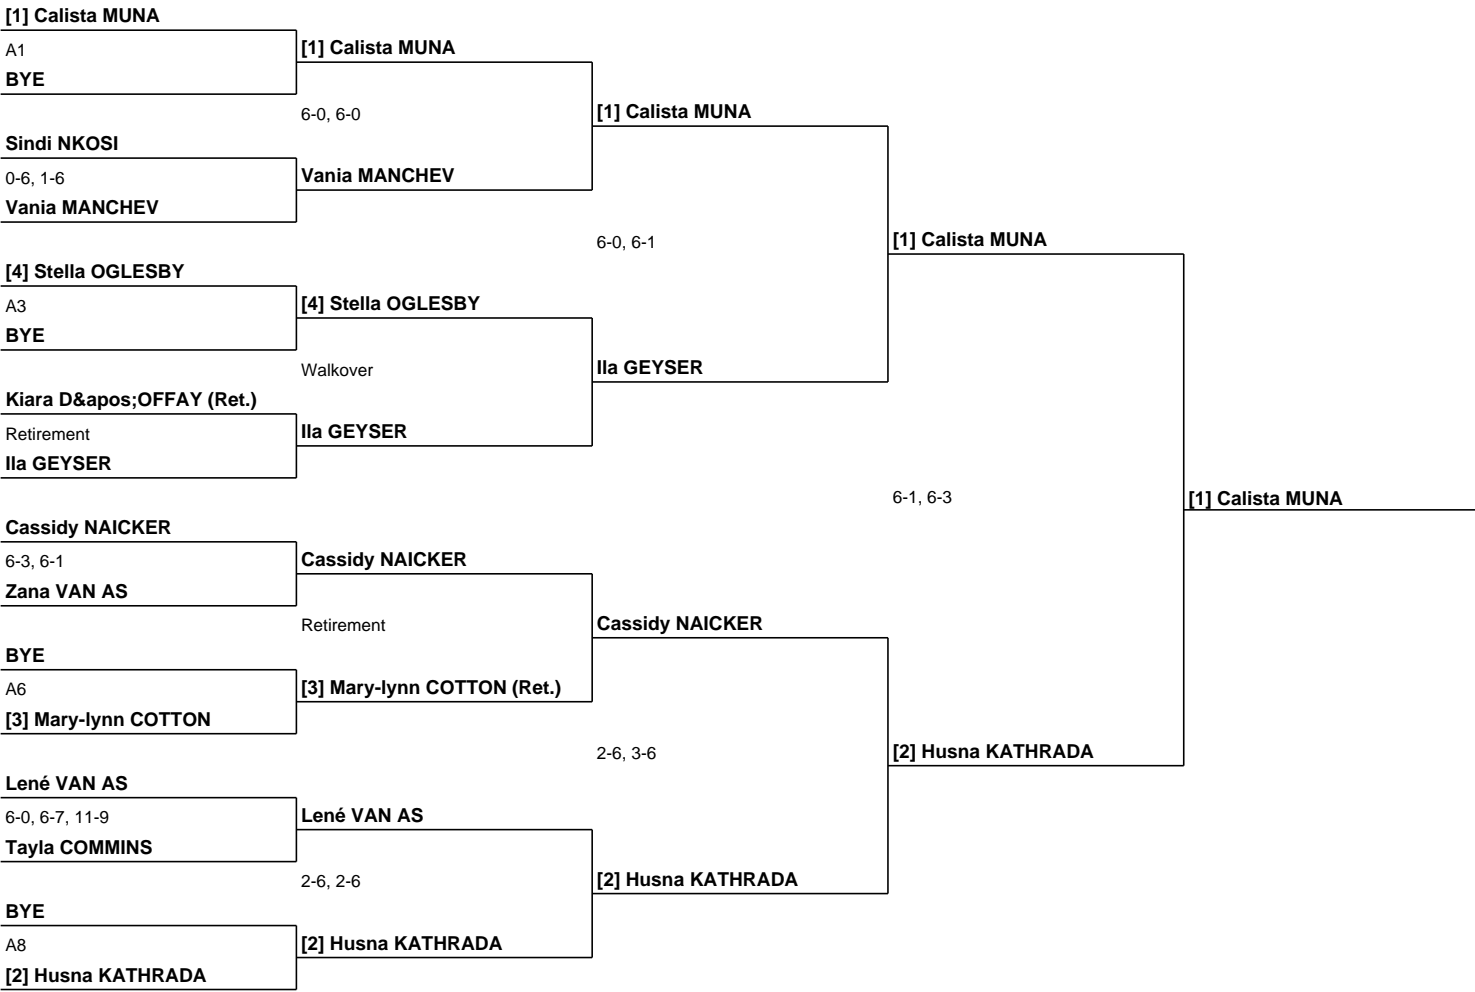 [1] Calista MUNA
A1
BYE
Sindi NKOSI
0-6, 1-6
Vania MANCHEV
[4] Stella OGLESBY
A3
BYE
Kiara D&apos;OFFAY (Ret.)
Retirement
Ila GEYSER
Cassidy NAICKER
6-3, 6-1
Zana VAN AS
BYE
A6
[3] Mary-lynn COTTON
Lené VAN AS
6-0, 6-7, 11-9
Tayla COMMINS
BYE
A8
[2] Husna KATHRADA
[1] Calista MUNA
6-0, 6-0
Vania MANCHEV
[4] Stella OGLESBY
Walkover
Ila GEYSER
Cassidy NAICKER
Retirement
[3] Mary-lynn COTTON (Ret.)
Lené VAN AS
2-6, 2-6
[2] Husna KATHRADA
[1] Calista MUNA
6-0, 6-1
Ila GEYSER
Cassidy NAICKER
2-6, 3-6
[2] Husna KATHRADA
[1] Calista MUNA
6-1, 6-3
[2] Husna KATHRADA
[1] Calista MUNA